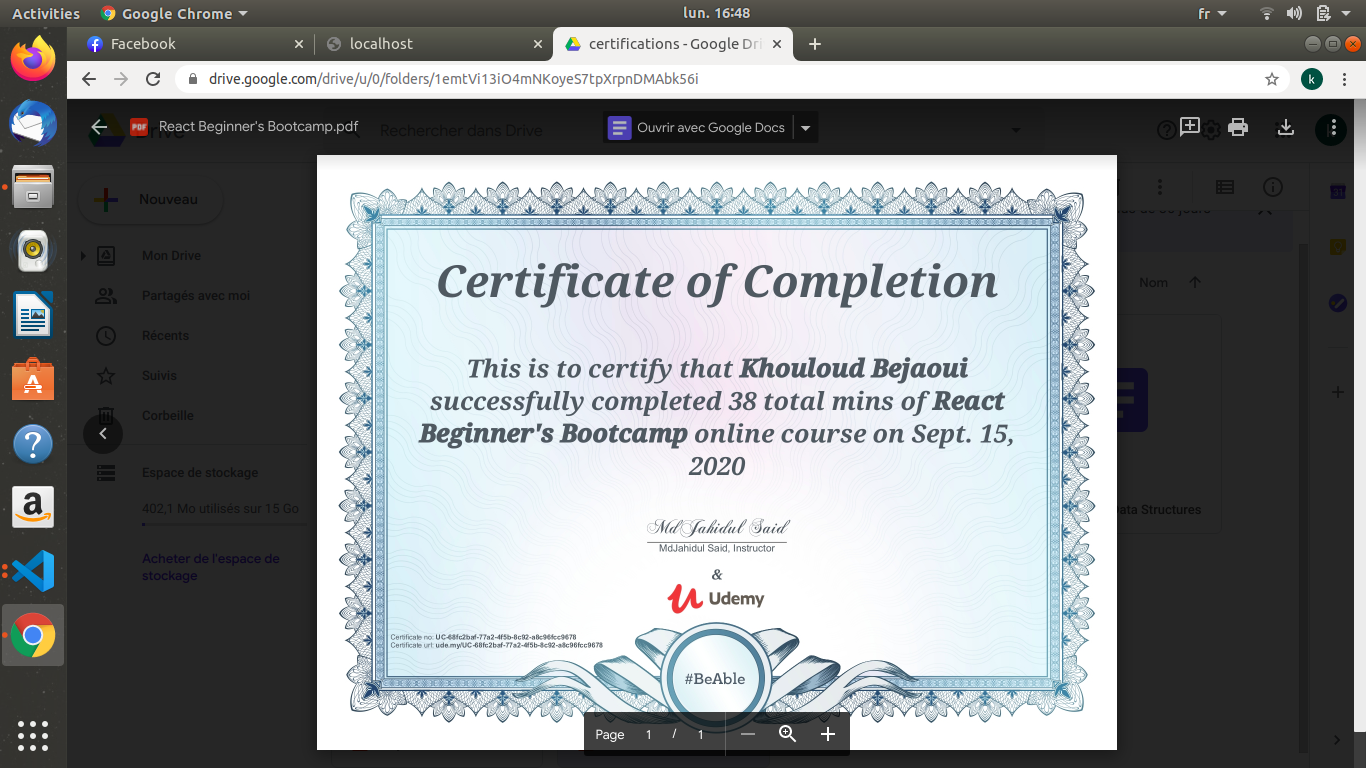 Activities
Google Chrome
lun. 16:48
fr
Facebook
localhost
certifications - Google Dri
drive.google.com/drive/u/0/folders/1emtVi13iO4mNKoyeS7tpXrpnDMAbk56i
k
PDF
React Beginner's Bootcamp.pdf
Rechercher dans Drive
Ouvrir avec Google Docs
Nouveau
Mon Drive
Partagés avec moi
Récents
Suivis
Corbeille
Espace de stockage
402,1 Mo utilisés sur 15 Go
Acheter de l'espace de
stockage
Nom
Data Structures
Certificate of Completion
This is to certify that Khouloud Bejaoui
successfully completed 38 total mins of React
Beginner's Bootcamp online course on Sept. 15,
2020
MdJahidul Said
MdJahidul Said, Instructor
&
Udemy
Certificate no: UC-68fc2baf-77a2-4f5b-8c92-a8c96fcc9678
Certificate url: ude.my/UC-68fc2baf-77a2-4f5b-8c92-a8c96fcc9678
#BeAble
Page 1 / 1